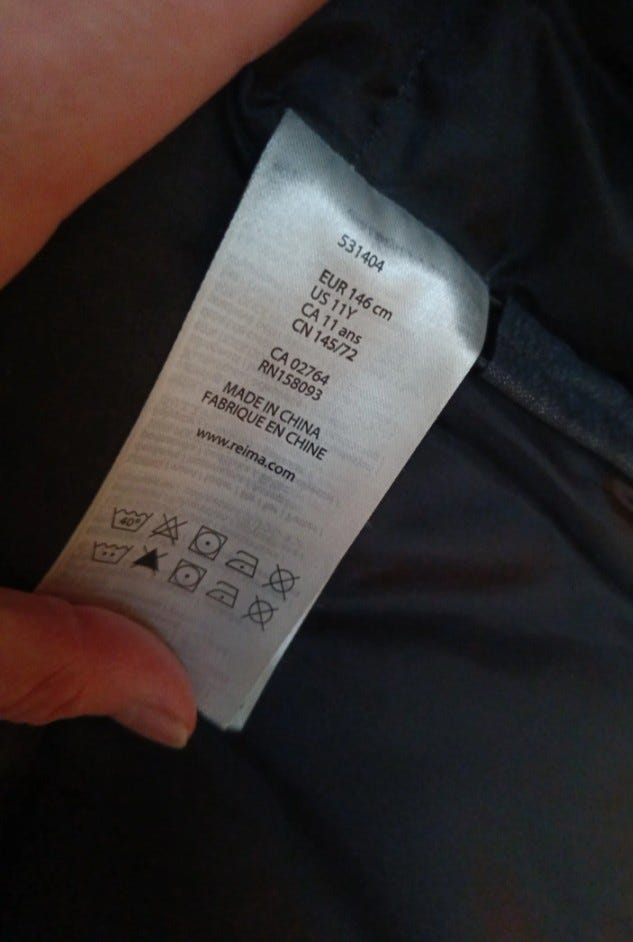 531404
EUR 146 cm
US 11Y
CA 11 ans
CN 145/72
CA 02764
RN158093
MADE IN CHINA
FABRIQUE EN CHINE
www.reima.com
40°